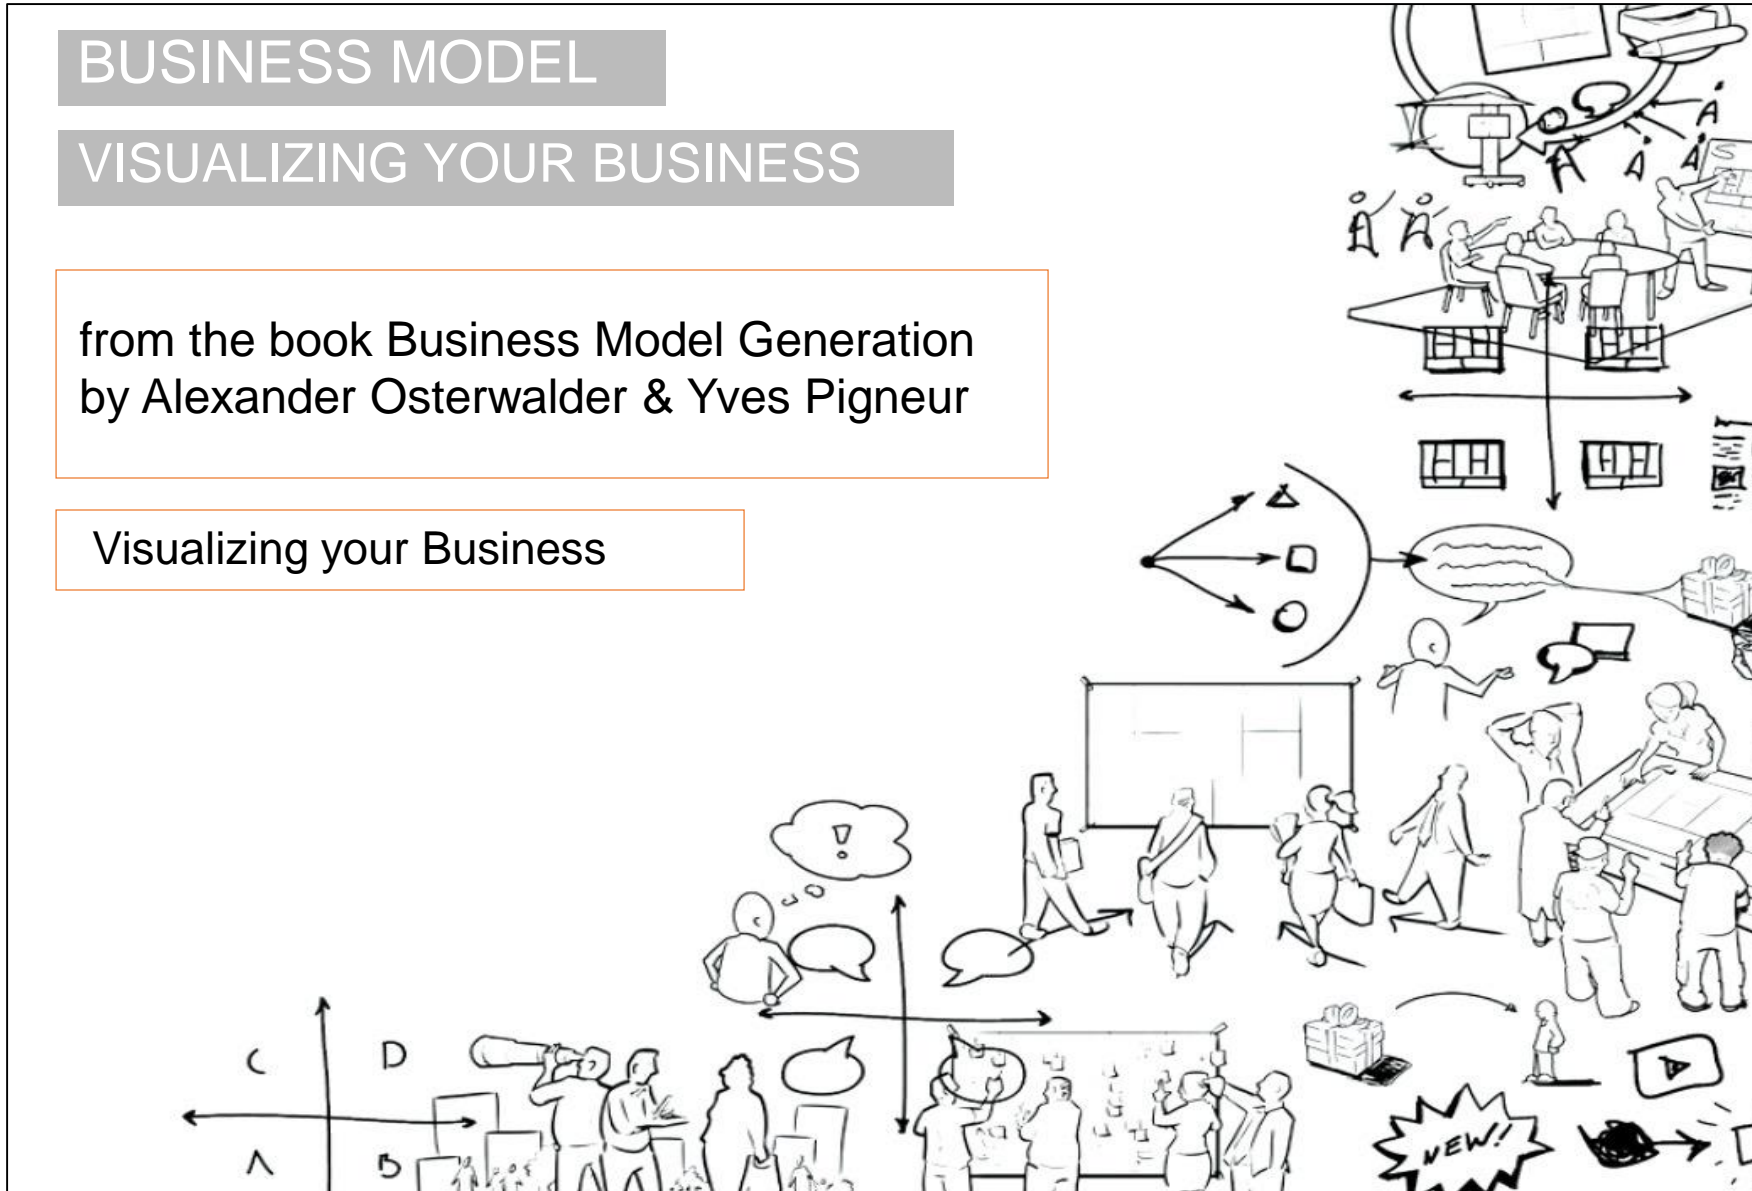 BUSINESS MODEL
VISUALIZING YOUR BUSINESS
from the book Business Model Generation
by Alexander Osterwalder & Yves Pigneur
Visualizing your Business
!
C D
A B
NEW!